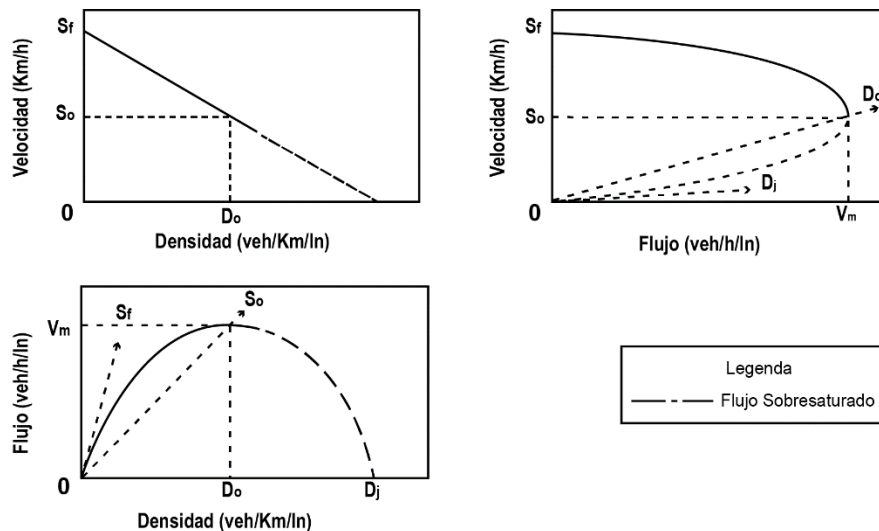 Sf
Velocidad (Km/h)
So
0
Do
Densidad (veh/Km/ln)
Sf
Velocidad (Km/h)
So
Do
Dj
0
Vm
Flujo (veh/h/ln)
Vm
Sf
So
Flujo (veh/h/ln)
0
Do
Dj
Densidad (veh/Km/ln)
Legenda
Flujo Sobresaturado